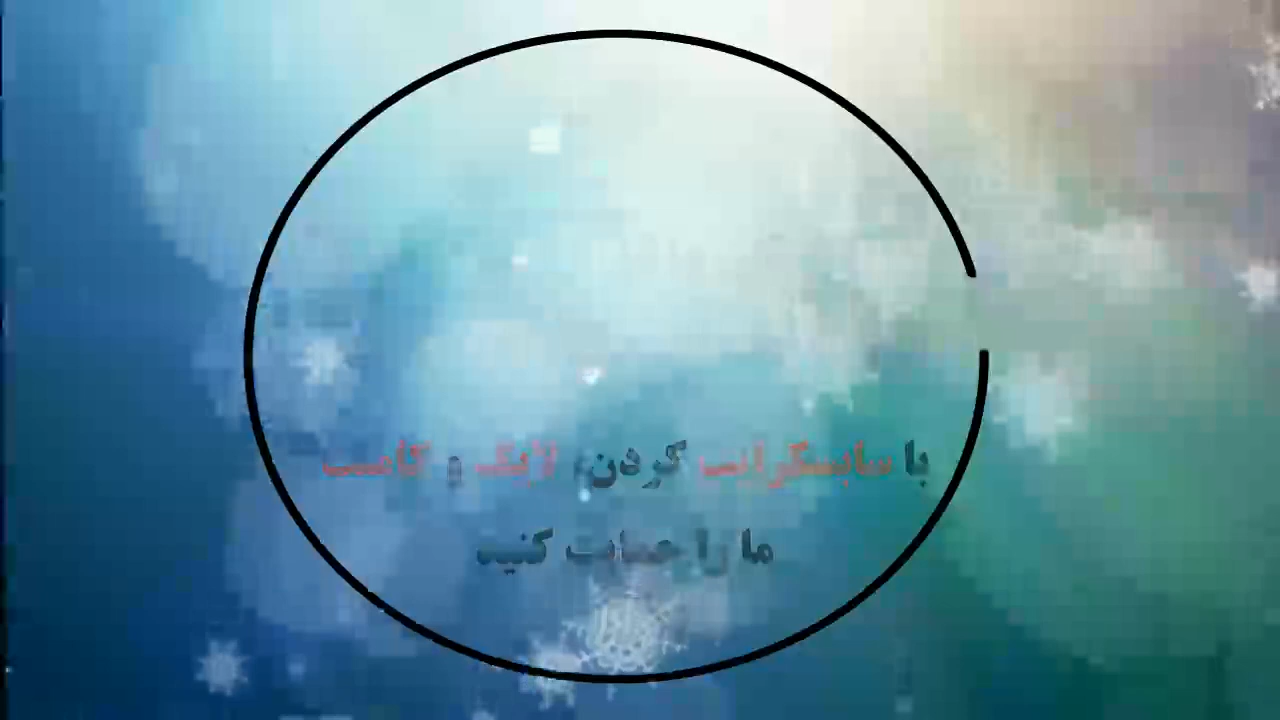 با سابسکرایب کردن، لایک و کامنت
ما را حمایت کنید